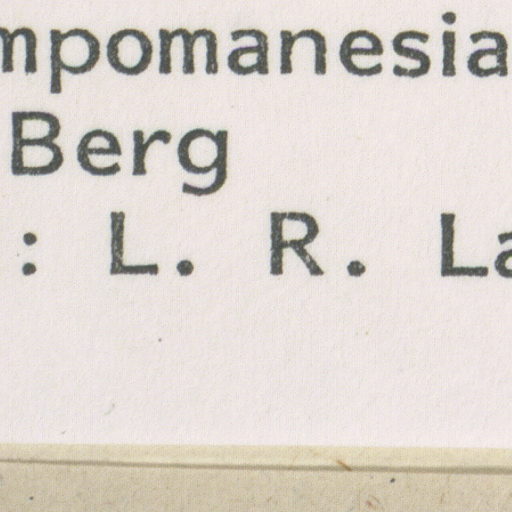 mpomanesia
Berg
: L. R. La